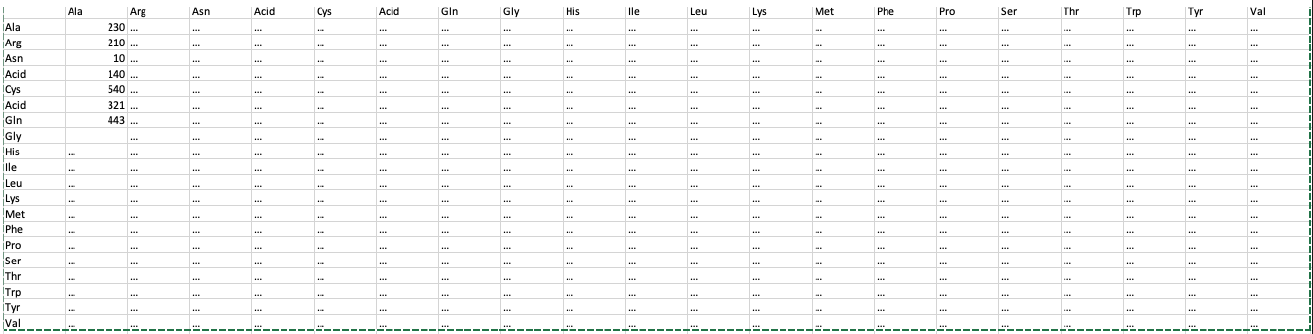 Ala Arg Asn Acid Cys Acid Gln Gly His Ile Leu Lys Met Phe Pro Ser Thr Trp Tyr Val
Ala 230 ... ... ... ... ... ... ... ... ... ... ... ... ... ... ... ... ... ... ...
Arg 210 ... ... ... ... ... ... ... ... ... ... ... ... ... ... ... ... ... ... ...
Asn 10 ... ... ... ... ... ... ... ... ... ... ... ... ... ... ... ... ... ... ...
Acid 140 ... ... ... ... ... ... ... ... ... ... ... ... ... ... ... ... ... ... ...
Cys 540 ... ... ... ... ... ... ... ... ... ... ... ... ... ... ... ... ... ... ...
Acid 321 ... ... ... ... ... ... ... ... ... ... ... ... ... ... ... ... ... ... ...
Gln 443 ... ... ... ... ... ... ... ... ... ... ... ... ... ... ... ... ... ... ...
Gly ... ... ... ... ... ... ... ... ... ... ... ... ... ... ... ... ... ... ...
His ... ... ... ... ... ... ... ... ... ... ... ... ... ... ... ... ... ... ... ...
Ile ... ... ... ... ... ... ... ... ... ... ... ... ... ... ... ... ... ... ... ...
Leu ... ... ... ... ... ... ... ... ... ... ... ... ... ... ... ... ... ... ... ...
Lys ... ... ... ... ... ... ... ... ... ... ... ... ... ... ... ... ... ... ... ...
Met ... ... ... ... ... ... ... ... ... ... ... ... ... ... ... ... ... ... ... ...
Phe ... ... ... ... ... ... ... ... ... ... ... ... ... ... ... ... ... ... ... ...
Pro ... ... ... ... ... ... ... ... ... ... ... ... ... ... ... ... ... ... ... ...
Ser ... ... ... ... ... ... ... ... ... ... ... ... ... ... ... ... ... ... ... ...
Thr ... ... ... ... ... ... ... ... ... ... ... ... ... ... ... ... ... ... ... ...
Trp ... ... ... ... ... ... ... ... ... ... ... ... ... ... ... ... ... ... ... ...
Tyr ... ... ... ... ... ... ... ... ... ... ... ... ... ... ... ... ... ... ... ...
Val ... ... ... ... ... ... ... ... ... ... ... ... ... ... ... ... ... ... ... ...